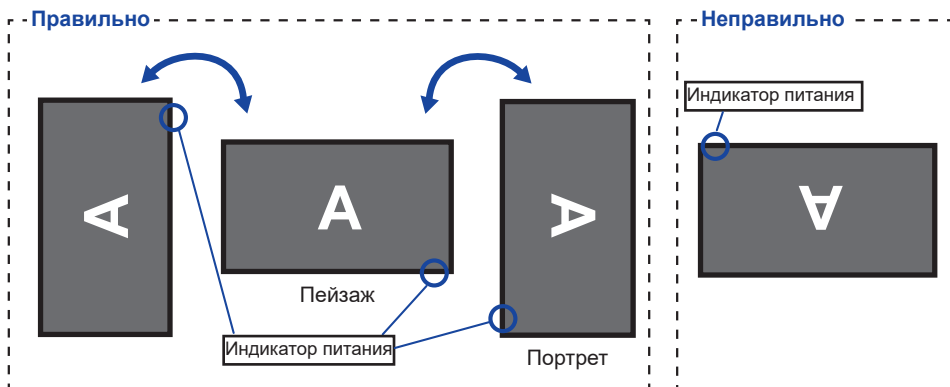 Правильно
Неправильно
Индикатор питания
A
A
A
A
Пейзаж
Индикатор питания
Портрет